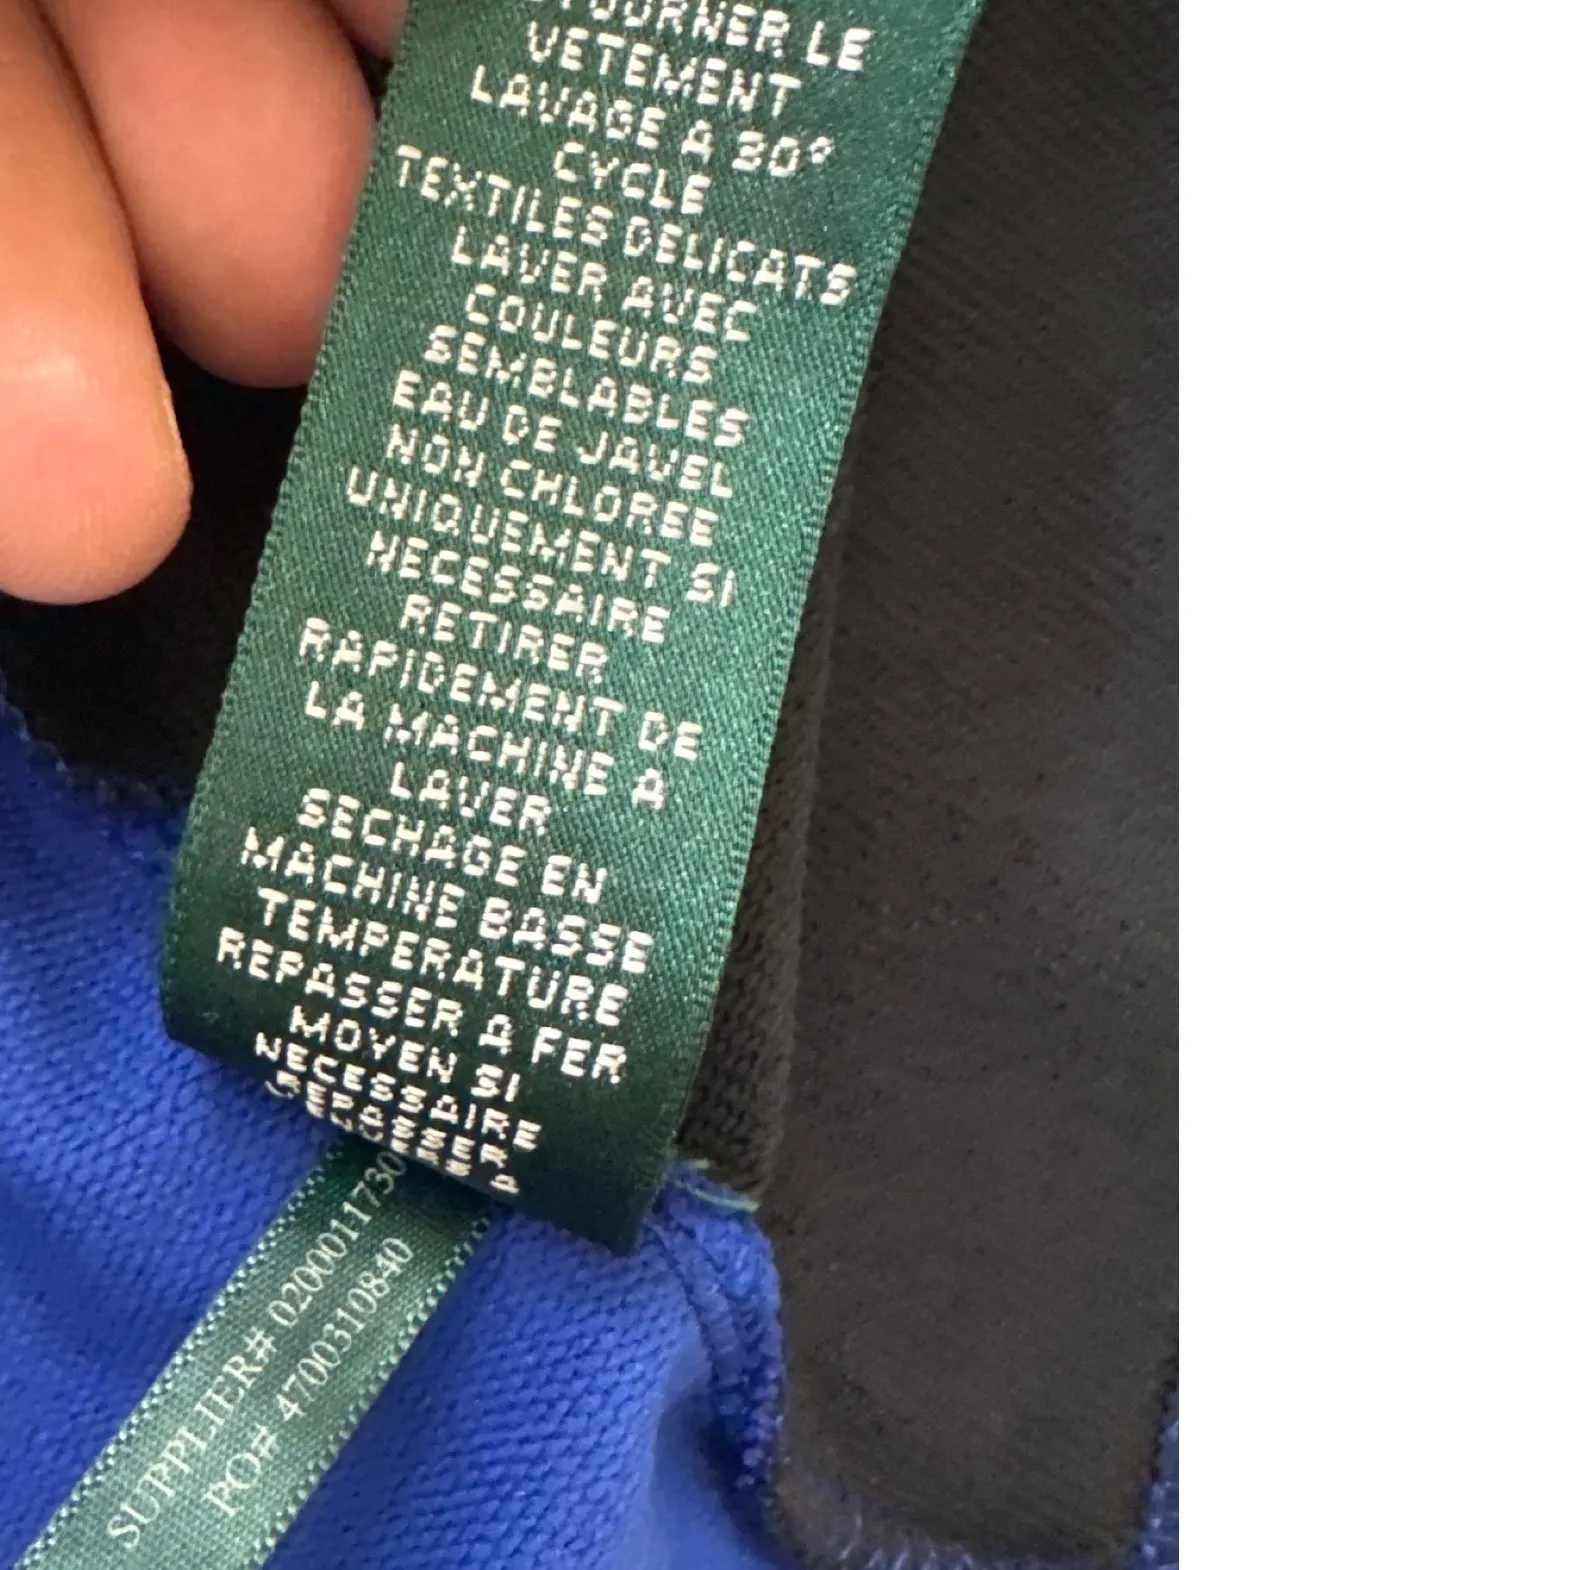 LE
VETEMENT
LAVAGE A 30°
CYCLE
TEXTILES DELICATS
LAVER AVEC
COULEURS
SEMBLABLES
EAU DE JAVEL
NON CHLOREE
UNIQUEMENT SI
NECESSAIRE
RETIRER
RAPIDEMENT DE
LA MACHINE A
LAVER
SECHAGE EN
MACHINE BASSE
TEMPERATURE
REPASSER A FER
MOYEN SI
NECESSAIRE
SUPPLIER# 0200011730
PO# 4700310840